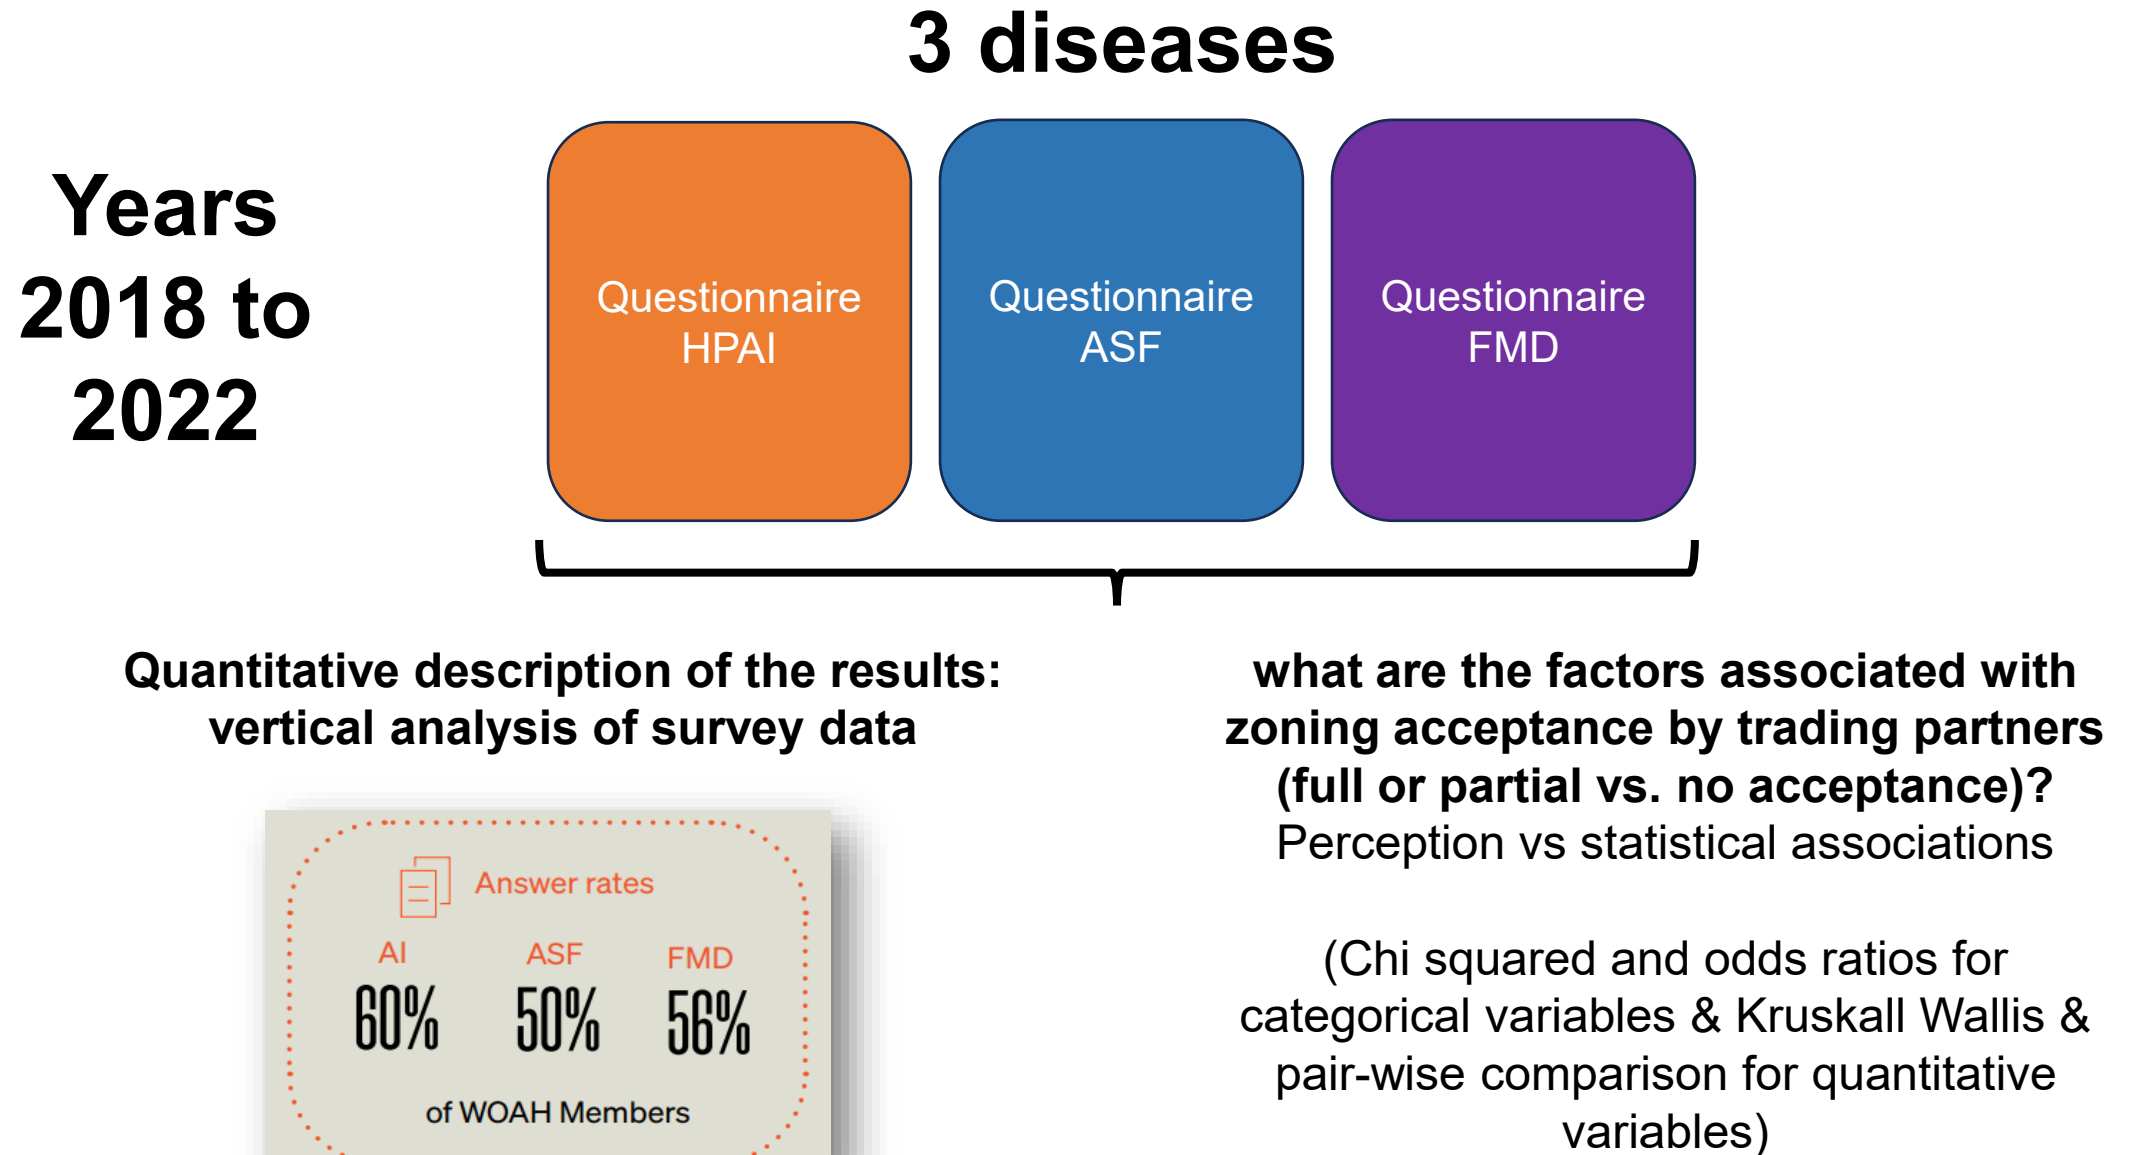 3 diseases
Years
2018 to
2022
Questionnaire
HPAI
Questionnaire
ASF
Questionnaire
FMD
Quantitative description of the results:
vertical analysis of survey data
Answer rates
AI
ASF
FMD
60%
50%
56%
of WOAH Members
what are the factors associated with
zoning acceptance by trading partners
(full or partial vs. no acceptance)?
Perception vs statistical associations
(Chi squared and odds ratios for
categorical variables & Kruskall Wallis &
pair-wise comparison for quantitative
variables)